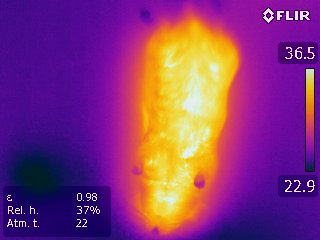 FLIR
36.5
22.9
ε 0.98
Rel. h. 37%
Atm. t. 22